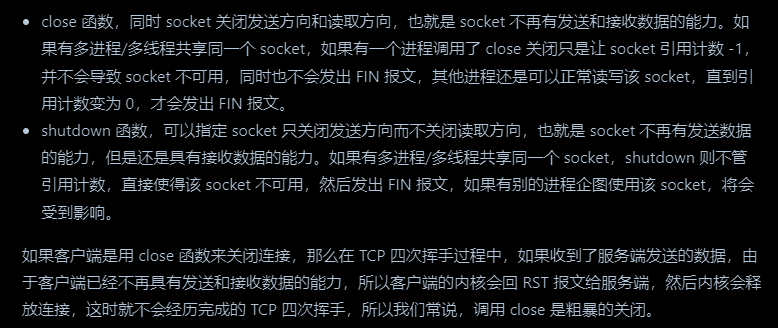 • close 函数，同时 socket 关闭发送方向和读取方向，也就是 socket 不再有发送和接收数据的能力。如
果有多进程/多线程共享同一个 socket，如果有一个进程调用了 close 关闭只是让 socket 引用计数 -1，
并不会导致 socket 不可用，同时也不会发出 FIN 报文，其他进程还是可以正常读写该 socket，直到引
用计数变为 0，才会发出 FIN 报文。
• shutdown 函数，可以指定 socket 只关闭发送方向而不关闭读取方向，也就是 socket 不再有发送数据
的能力，但是还是具有接收数据的能力。如果有多进程/多线程共享同一个 socket，shutdown 则不管
引用计数，直接使得该 socket 不可用，然后发出 FIN 报文，如果有别的进程企图使用该 socket，将会
受到影响。
如果客户端是用 close 函数来关闭连接，那么在 TCP 四次挥手过程中，如果收到了服务端发送的数据，由
于客户端已经不再具有发送和接收数据的能力，所以客户端的内核会回 RST 报文给服务端，然后内核会释
放连接，这时就不会经历完成的 TCP 四次挥手，所以我们常说，调用 close 是粗暴的关闭。